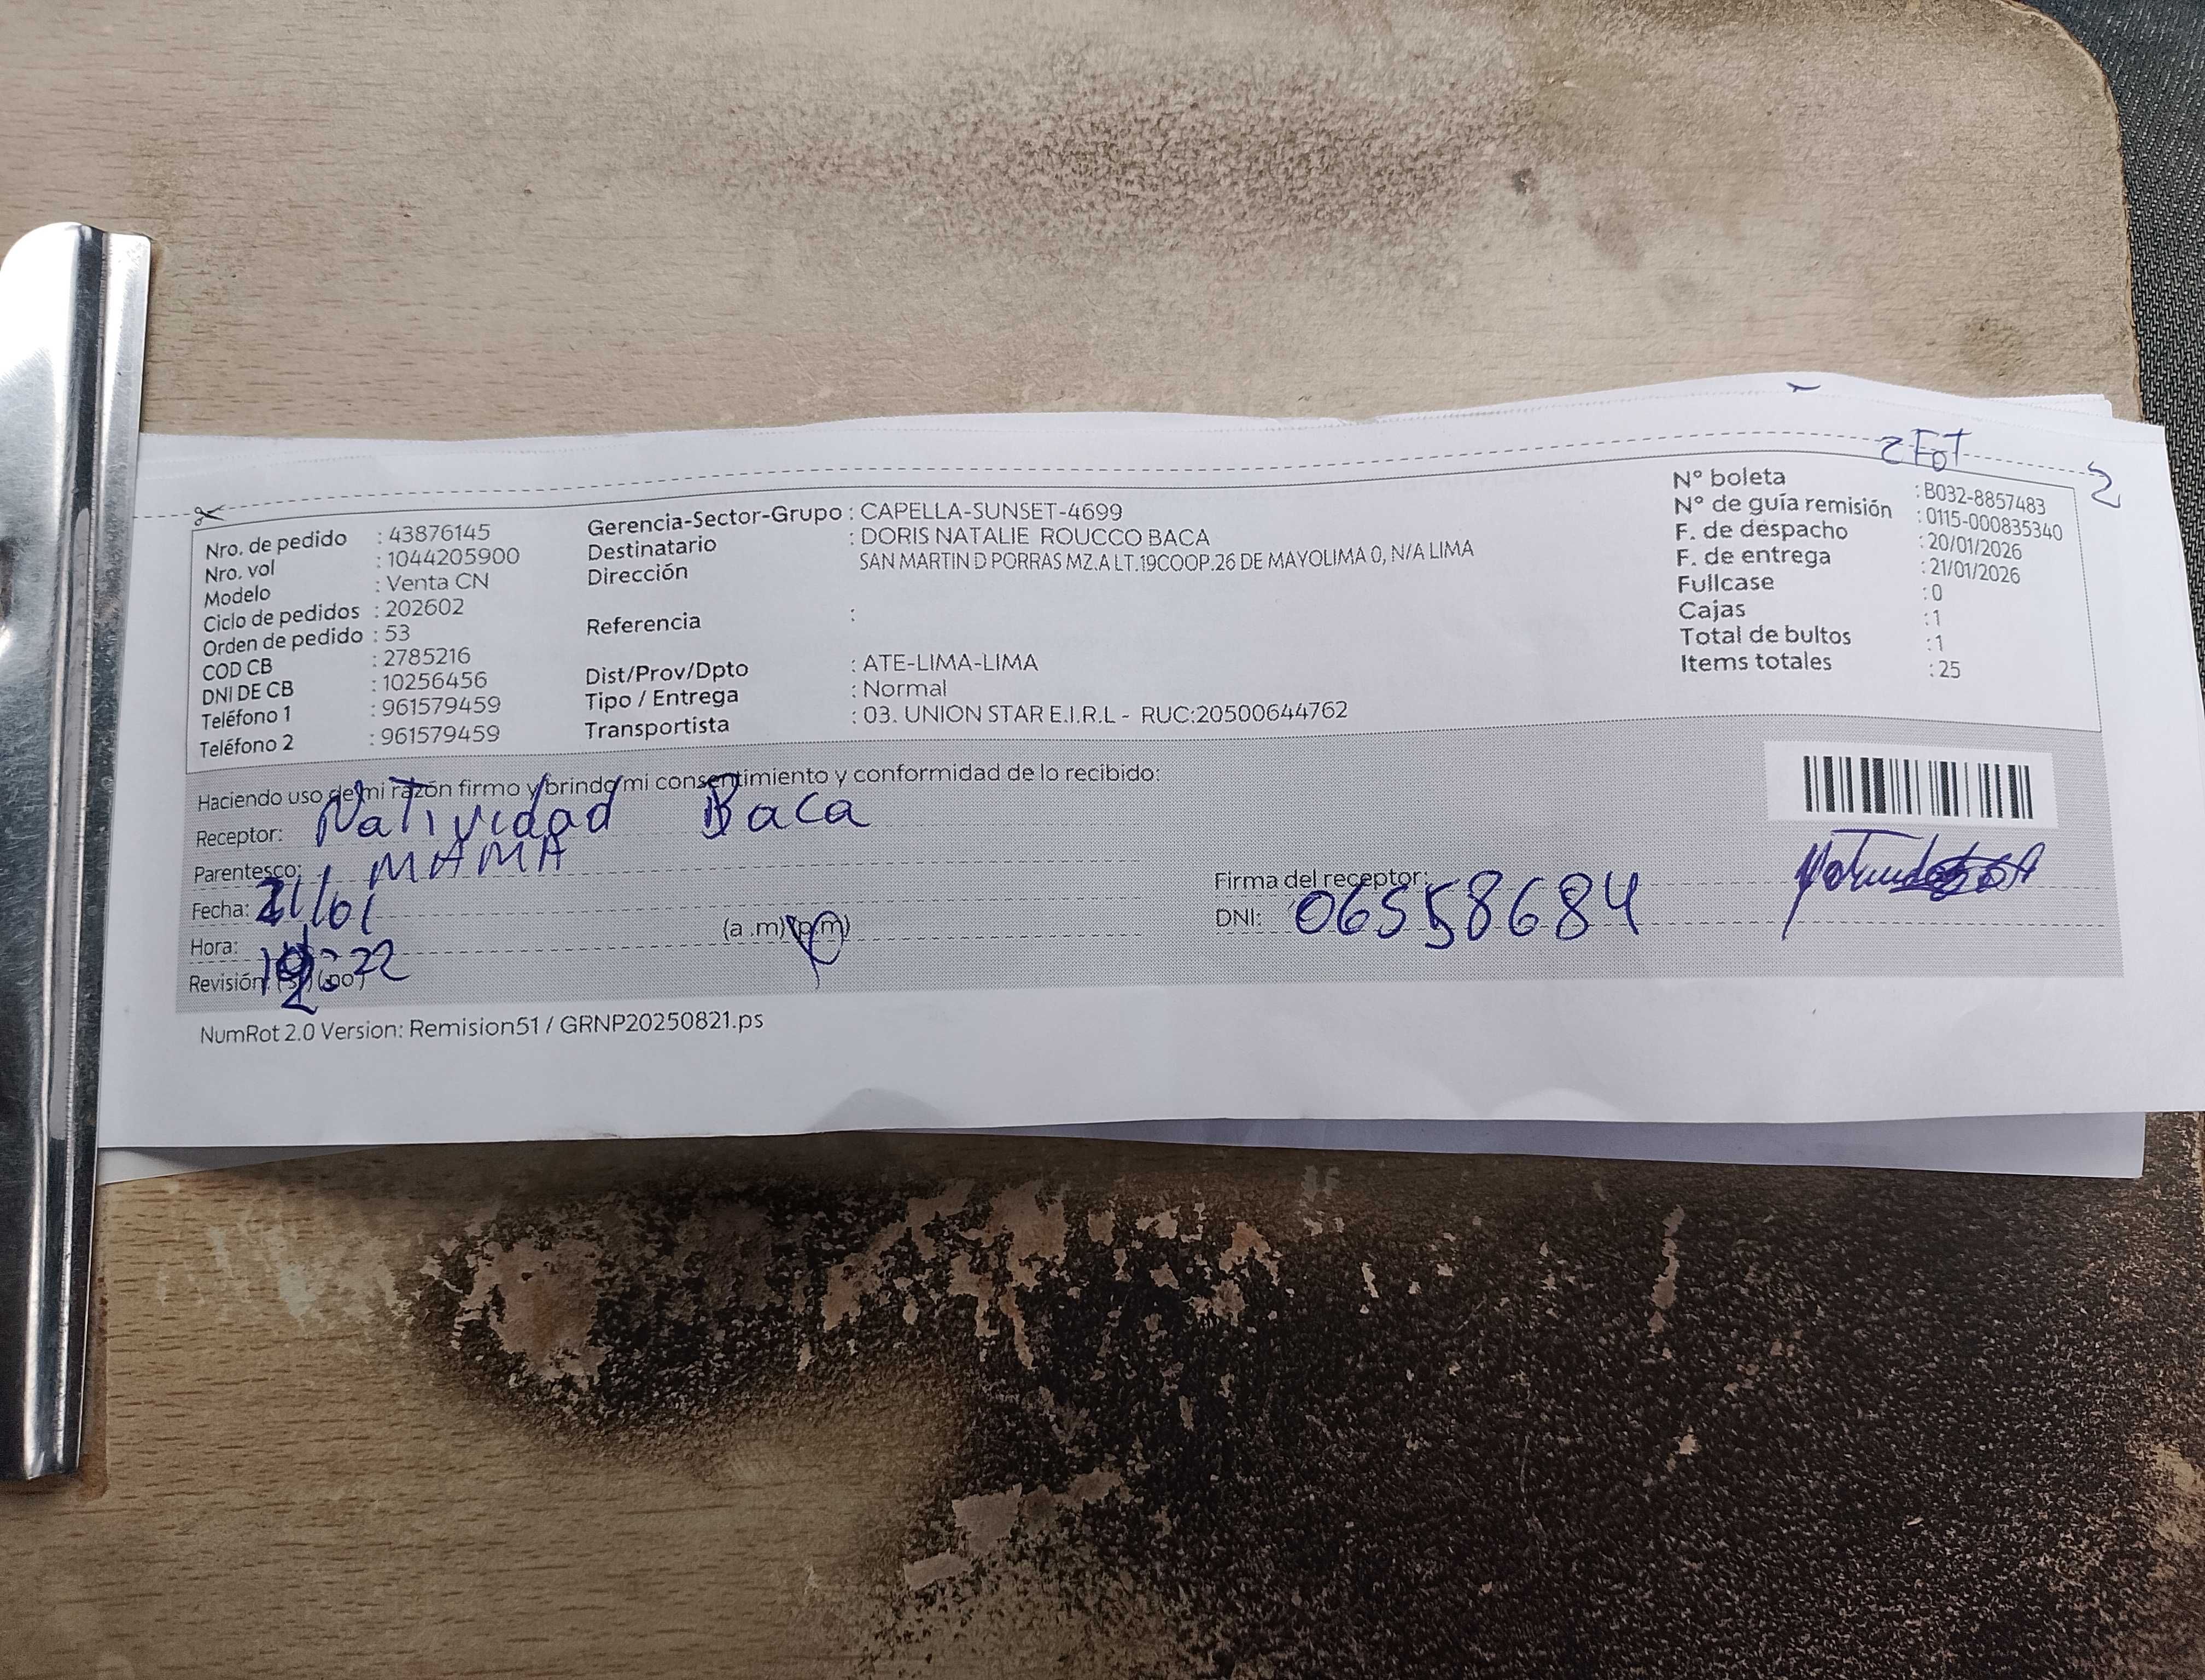 2 Fot
2
Nro. de pedido : 43876145
Nro. vol : 1044205900
Modelo : Venta CN
Ciclo de pedidos : 202602
Orden de pedido : 53
COD CB : 2785216
DNI DE CB : 10256456
Teléfono 1 : 961579459
Teléfono 2 : 961579459
Gerencia-Sector-Grupo : CAPELLA-SUNSET-4699
Destinatario : DORIS NATALIE ROUCCO BACA
Dirección SAN MARTIN D PORRAS MZ.A LT.19COOP.26 DE MAYOLIMA 0, N/A LIMA
Referencia :
Dist/Prov/Dpto : ATE-LIMA-LIMA
Tipo / Entrega : Normal
Transportista : 03. UNION STAR E.I.R.L - RUC:20500644762
N° boleta : B032-8857483
N° de guía remisión : 0115-000835340
F. de despacho : 20/01/2026
F. de entrega : 21/01/2026
Fullcase : 0
Cajas : 1
Total de bultos : 1
Items totales : 25
Haciendo uso de mi razón firmo y brindo mi consentimiento y conformidad de lo recibido:
Receptor: Natividad Baca
Parentesco: MAMA
Fecha: 21/01
Hora: (a .m) (p.m)
Revisión: (si) (no)
Firma del receptor:
DNI: 06558684
NumRot 2.0 Version: Remision51 / GRNP20250821.ps